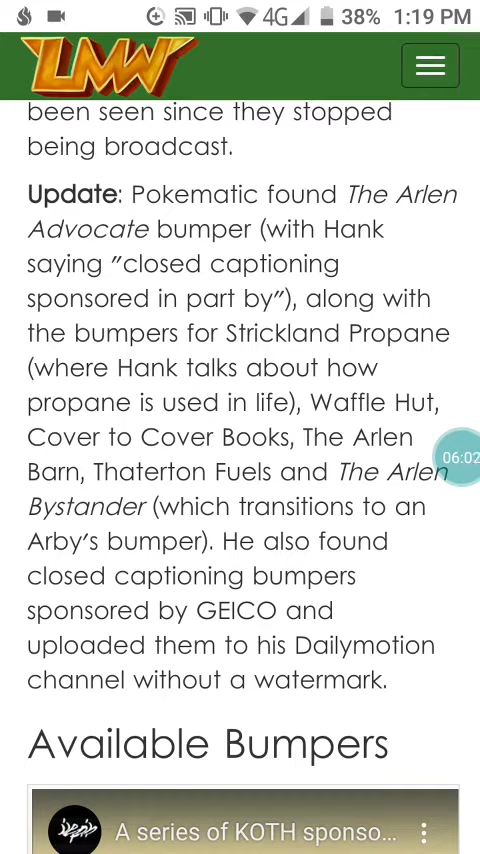 4G 38% 1:19 PM
LMW
been seen since they stopped
being broadcast.
Update: Pokematic found The Arlen
Advocate bumper (with Hank
saying "closed captioning
sponsored in part by"), along with
the bumpers for Strickland Propane
(where Hank talks about how
propane is used in life), Waffle Hut,
Cover to Cover Books, The Arlen
Barn, Thaterton Fuels and The Arlen
06:02
Bystander (which transitions to an
Arby's bumper). He also found
closed captioning bumpers
sponsored by GEICO and
uploaded them to his Dailymotion
channel without a watermark.
Available Bumpers
A series of KOTH sponso...